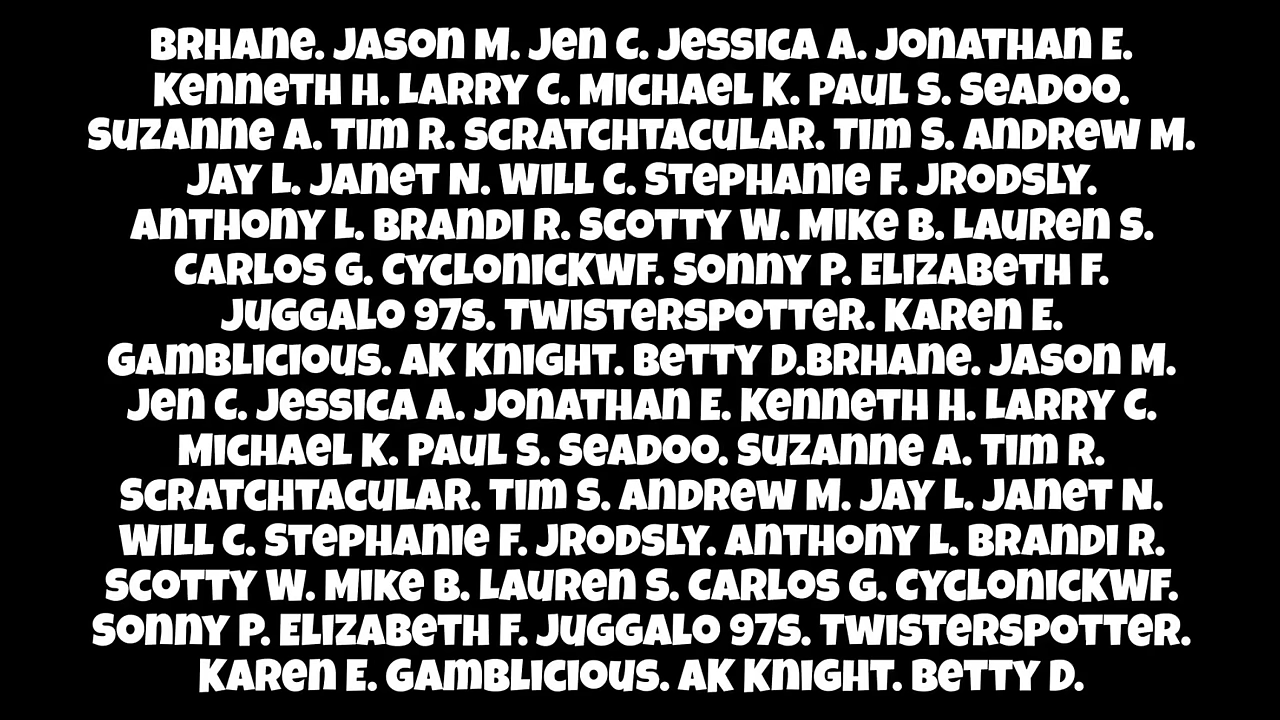 Brhane. Jason M. Jen C. Jessica A. Jonathan E.
Kenneth H. Larry C. Michael K. Paul S. Seadoo.
Suzanne A. Tim R. Scratchtacular. Tim S. Andrew M.
Jay L. Janet N. Will C. Stephanie F. Jrodsly.
Anthony L. Brandi R. Scotty W. Mike B. Lauren S.
Carlos G. CyclonicKWF. Sonny P. Elizabeth F.
Juggalo 97s. Twisterspotter. Karen E.
Gamblicious. AK Knight. Betty D.Brhane. Jason M.
Jen C. Jessica A. Jonathan E. Kenneth H. Larry C.
Michael K. Paul S. Seadoo. Suzanne A. Tim R.
Scratchtacular. Tim S. Andrew M. Jay L. Janet N.
Will C. Stephanie F. Jrodsly. Anthony L. Brandi R.
Scotty W. Mike B. Lauren S. Carlos G. CyclonicKWF.
Sonny P. Elizabeth F. Juggalo 97s. Twisterspotter.
Karen E. Gamblicious. AK Knight. Betty D.